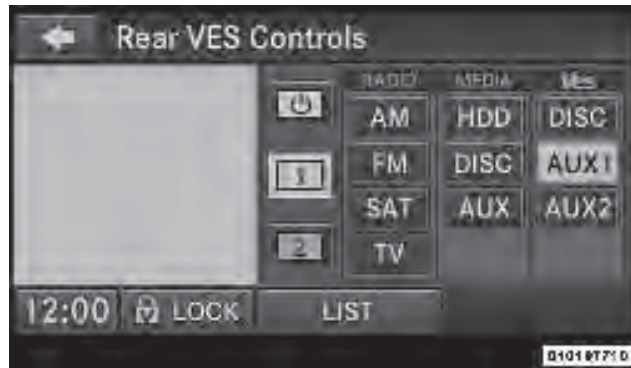 Rear VES Controls
RADIO MEDIA VES
AM HDD DISC
1 FM DISC AUX1
SAT AUX AUX2
2 TV
12:00 LOCK LIST